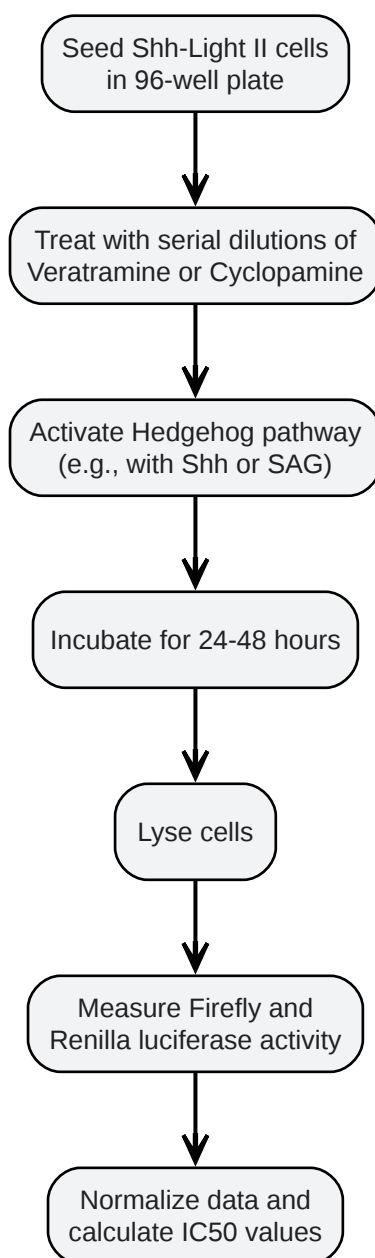 Seed Shh-Light II cells
in 96-well plate
Treat with serial dilutions of
Veratramine or Cyclopamine
Activate Hedgehog pathway
(e.g., with Shh or SAG)
Incubate for 24-48 hours
Lyse cells
Measure Firefly and
Renilla luciferase activity
Normalize data and
calculate IC50 values